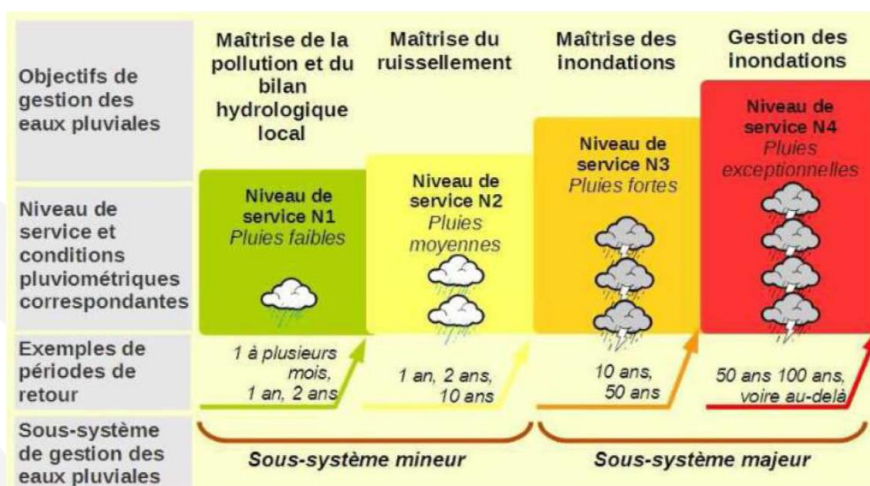 Objectifs de
gestion des
eaux pluviales
Maîtrise de la
pollution et du
bilan
hydrologique
local
Maîtrise du
ruissellement
Maîtrise des
inondations
Gestion des
inondations
Niveau de
service et
conditions
pluviométriques
correspondantes
Niveau de
service N1
Pluies faibles
Niveau de
service N2
Pluies
moyennes
Niveau de
service N3
Pluies fortes
Niveau de
service N4
Pluies
exceptionnelles
Exemples de
périodes de
retour
1 à plusieurs
mois,
1 an, 2 ans
1 an, 2 ans,
10 ans
10 ans,
50 ans
50 ans 100 ans,
voire au-delà
Sous-système
de gestion des
eaux pluviales
Sous-système mineur
Sous-système majeur